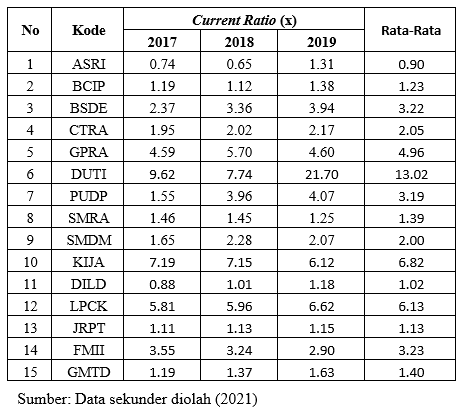 No Kode Current Ratio (x) Rata-Rata
2017 2018 2019
1 ASRI 0.74 0.65 1.31 0.90
2 BCIP 1.19 1.12 1.38 1.23
3 BSDE 2.37 3.36 3.94 3.22
4 CTRA 1.95 2.02 2.17 2.05
5 GPRA 4.59 5.70 4.60 4.96
6 DUTI 9.62 7.74 21.70 13.02
7 PUDP 1.55 3.96 4.07 3.19
8 SMRA 1.46 1.45 1.25 1.39
9 SMDM 1.65 2.28 2.07 2.00
10 KIJA 7.19 7.15 6.12 6.82
11 DILD 0.88 1.01 1.18 1.02
12 LPCK 5.81 5.96 6.62 6.13
13 JRPT 1.11 1.13 1.15 1.13
14 FMII 3.55 3.24 2.90 3.23
15 GMTD 1.19 1.37 1.63 1.40
Sumber: Data sekunder diolah (2021)